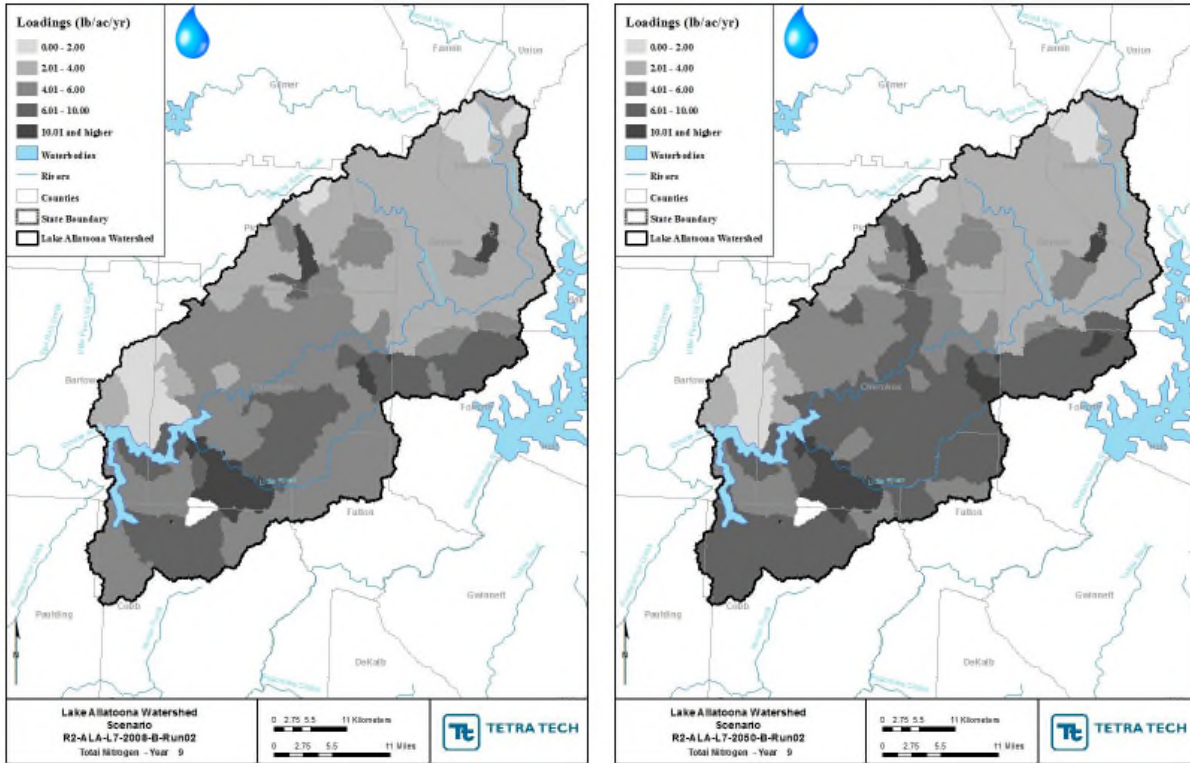 Loadings (lb/ac/yr)
0.00 - 2.00
2.01 - 4.00
4.01 - 6.00
6.01 - 10.00
10.01 and higher
Waterbodies
Rivers
Counties
State Boundary
Lake Allatoona Watershed
Fannin
Union
Gilmer
Bartow
Cherokee
Little River
Fulton
Paulding
Cobb
Gwinnett
DeKalb
N
Lake Allatoona Watershed
Scenario
R2-ALA-L7-2008-B-Run02
Total Nitrogen - Year 9
0 2.75 5.5 11 Kilometers
0 2.75 5.5 11 Miles
Tt TETRA TECH
Loadings (lb/ac/yr)
0.00 - 2.00
2.01 - 4.00
4.01 - 6.00
6.01 - 10.00
10.01 and higher
Waterbodies
Rivers
Counties
State Boundary
Lake Allatoona Watershed
Fannin
Union
Gilmer
Bartow
Cherokee
Little River
Fulton
Paulding
Cobb
Gwinnett
DeKalb
N
Lake Allatoona Watershed
Scenario
R2-ALA-L7-2050-B-Run02
Total Nitrogen - Year 9
0 2.75 5.5 11 Kilometers
0 2.75 5.5 11 Miles
Tt TETRA TECH